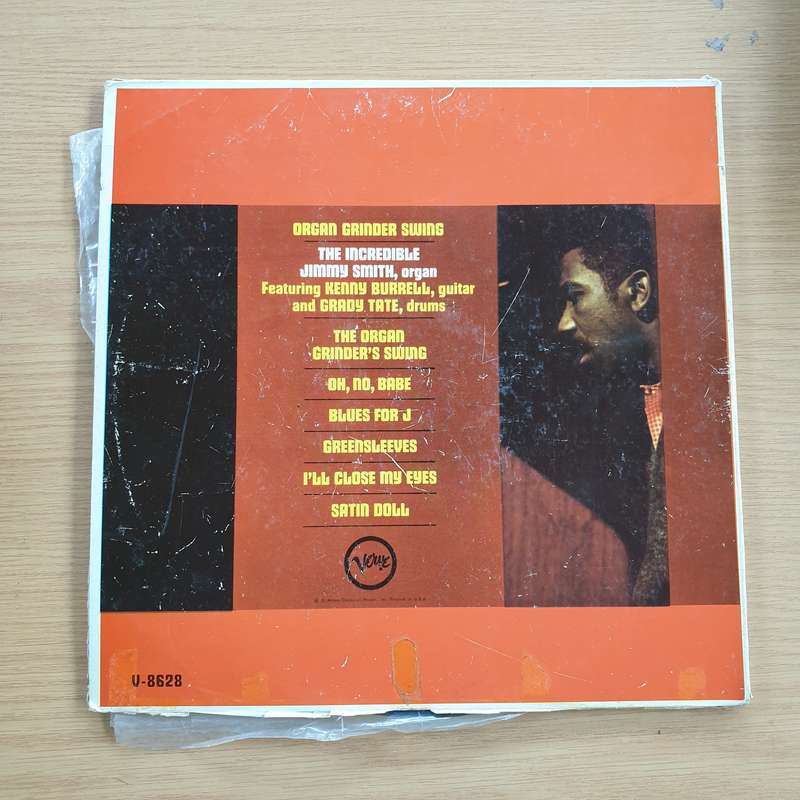 ORGAN GRINDER SWING
THE INCREDIBLE
JIMMY SMITH, organ
Featuring KENNY BURRELL, guitar
and GRADY TATE, drums
THE ORGAN
GRINDER'S SWING
OH, NO, BABE
BLUES FOR J
GREENSLEEVES
I'LL CLOSE MY EYES
SATIN DOLL
Verve
V-8628